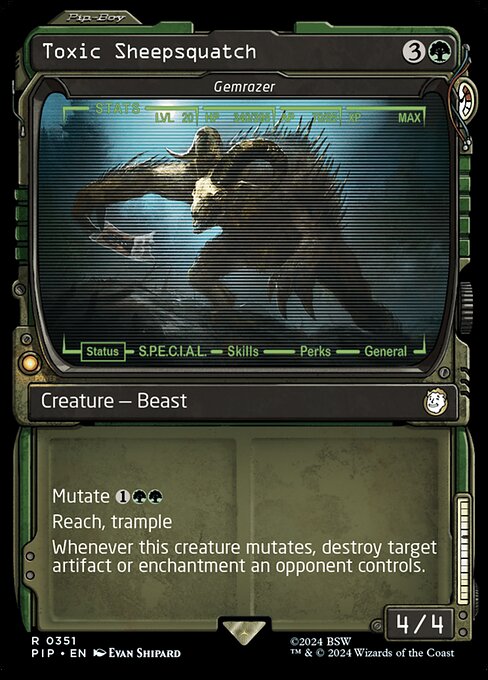 Pip-Boy
Toxic Sheepsquatch 3
Gemrazer
STATS
LVL 20 HP AP XP MAX
Status S.P.E.C.I.A.L. Skills Perks General
Creature — Beast
Mutate 1
Reach, trample
Whenever this creature mutates, destroy target
artifact or enchantment an opponent controls.
4/4
R 0351
PIP • EN Evan Shipard
©2024 BSW
™ & © 2024 Wizards of the Coast